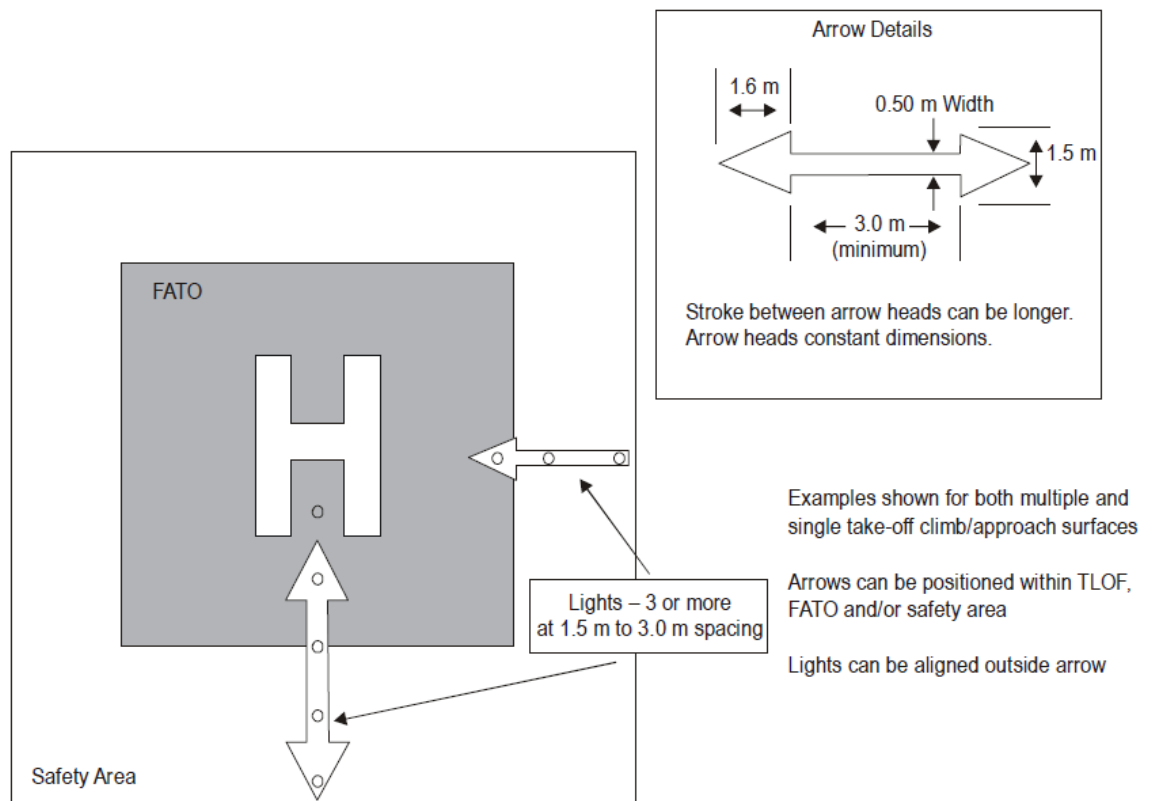 Arrow Details
1.6 m
0.50 m Width
1.5 m
3.0 m
(minimum)
Stroke between arrow heads can be longer.
Arrow heads constant dimensions.
FATO
H
Lights – 3 or more
at 1.5 m to 3.0 m spacing
Examples shown for both multiple and
single take-off climb/approach surfaces
Arrows can be positioned within TLOF,
FATO and/or safety area
Lights can be aligned outside arrow
Safety Area